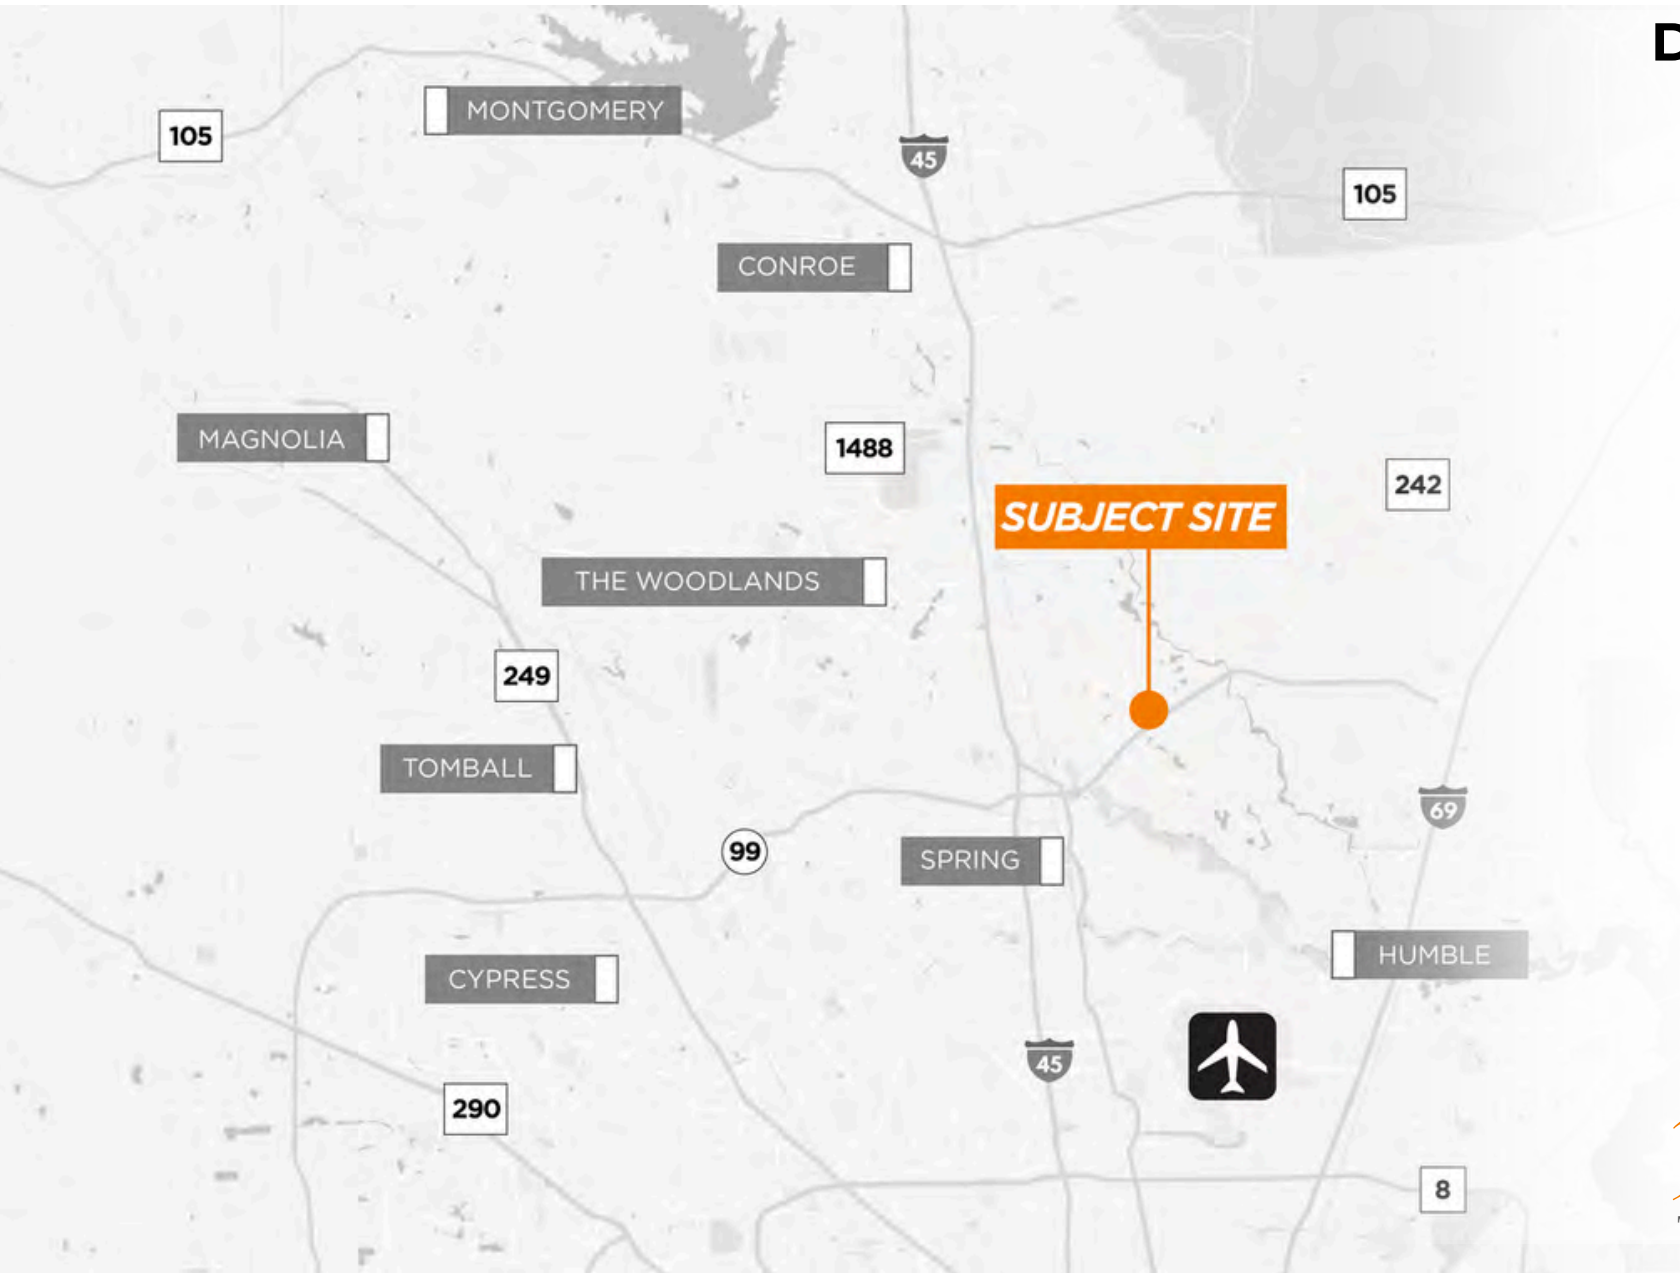 D
MONTGOMERY
105
45
105
CONROE
MAGNOLIA
1488
242
SUBJECT SITE
THE WOODLANDS
249
TOMBALL
69
99
SPRING
HUMBLE
CYPRESS
45
290
8